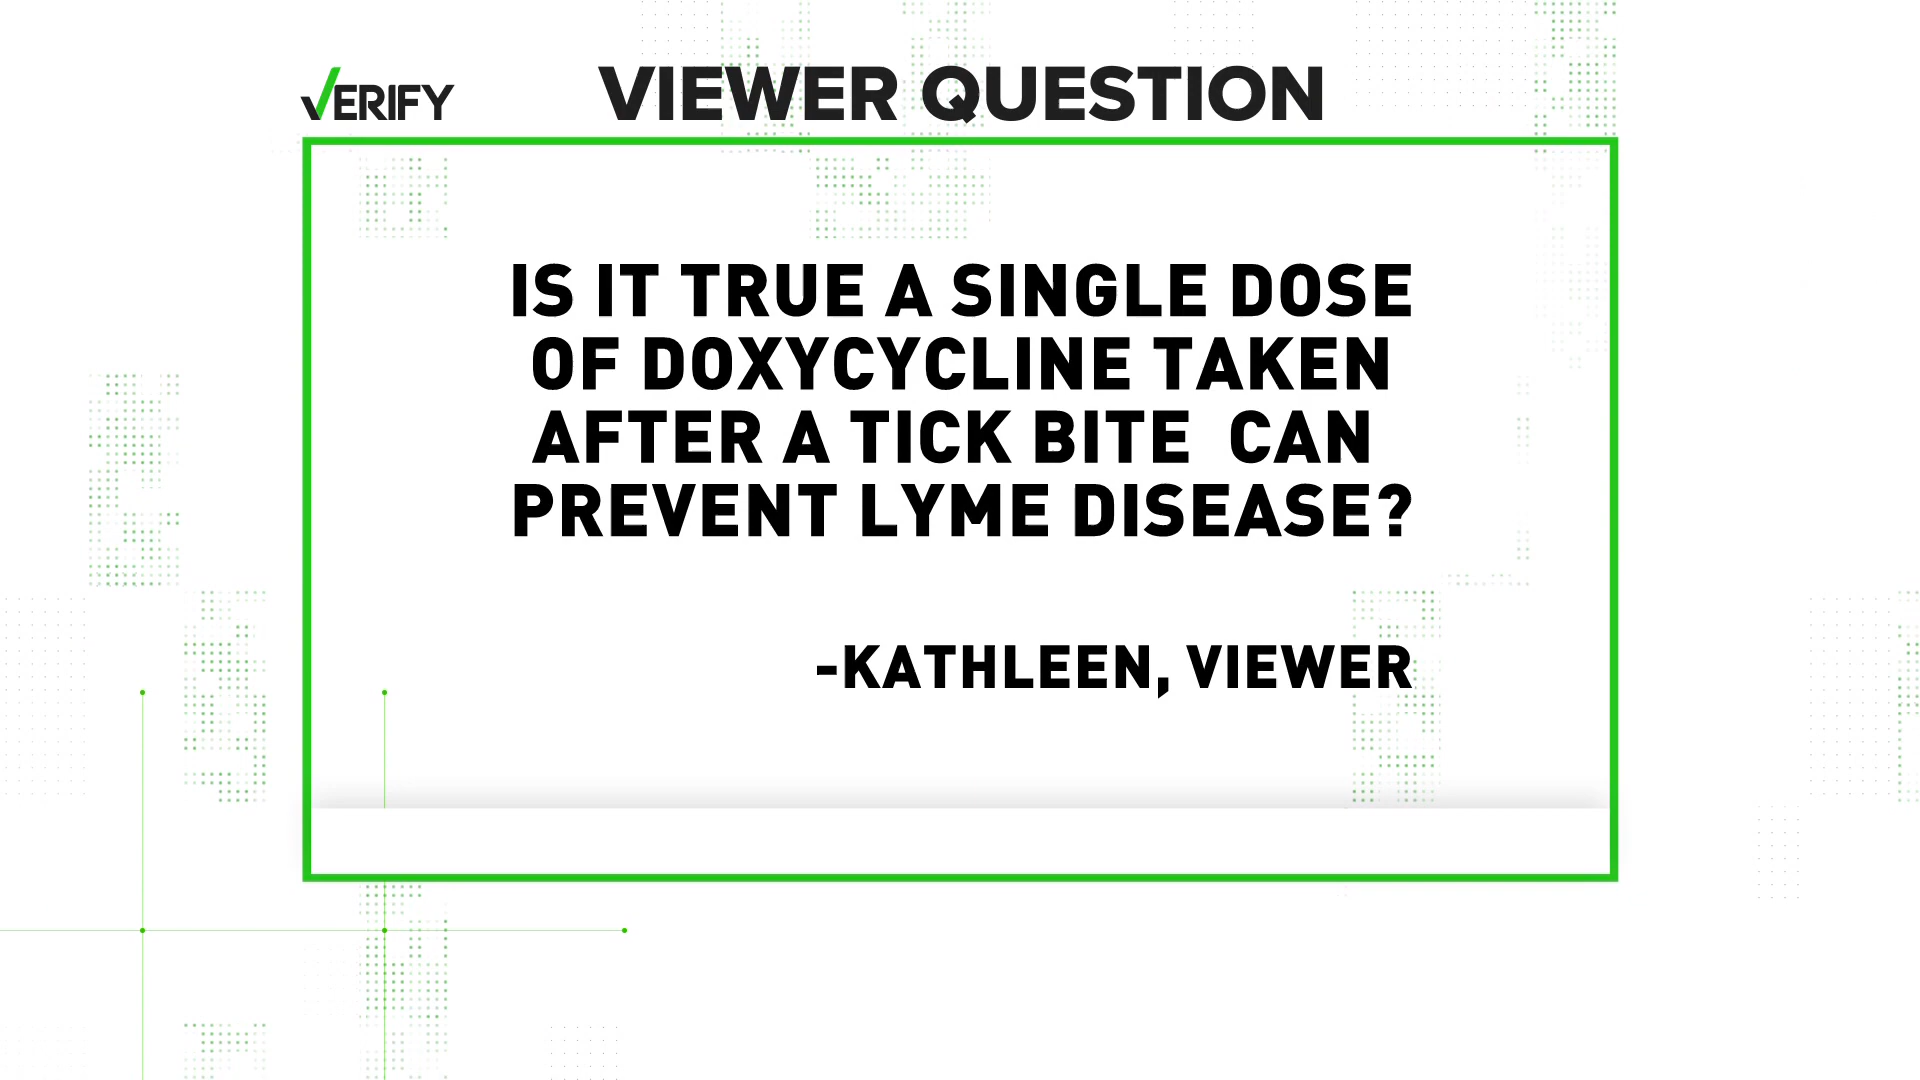 VERIFY
VIEWER QUESTION
IS IT TRUE A SINGLE DOSE
OF DOXYCYCLINE TAKEN
AFTER A TICK BITE CAN
PREVENT LYME DISEASE?
-KATHLEEN, VIEWER